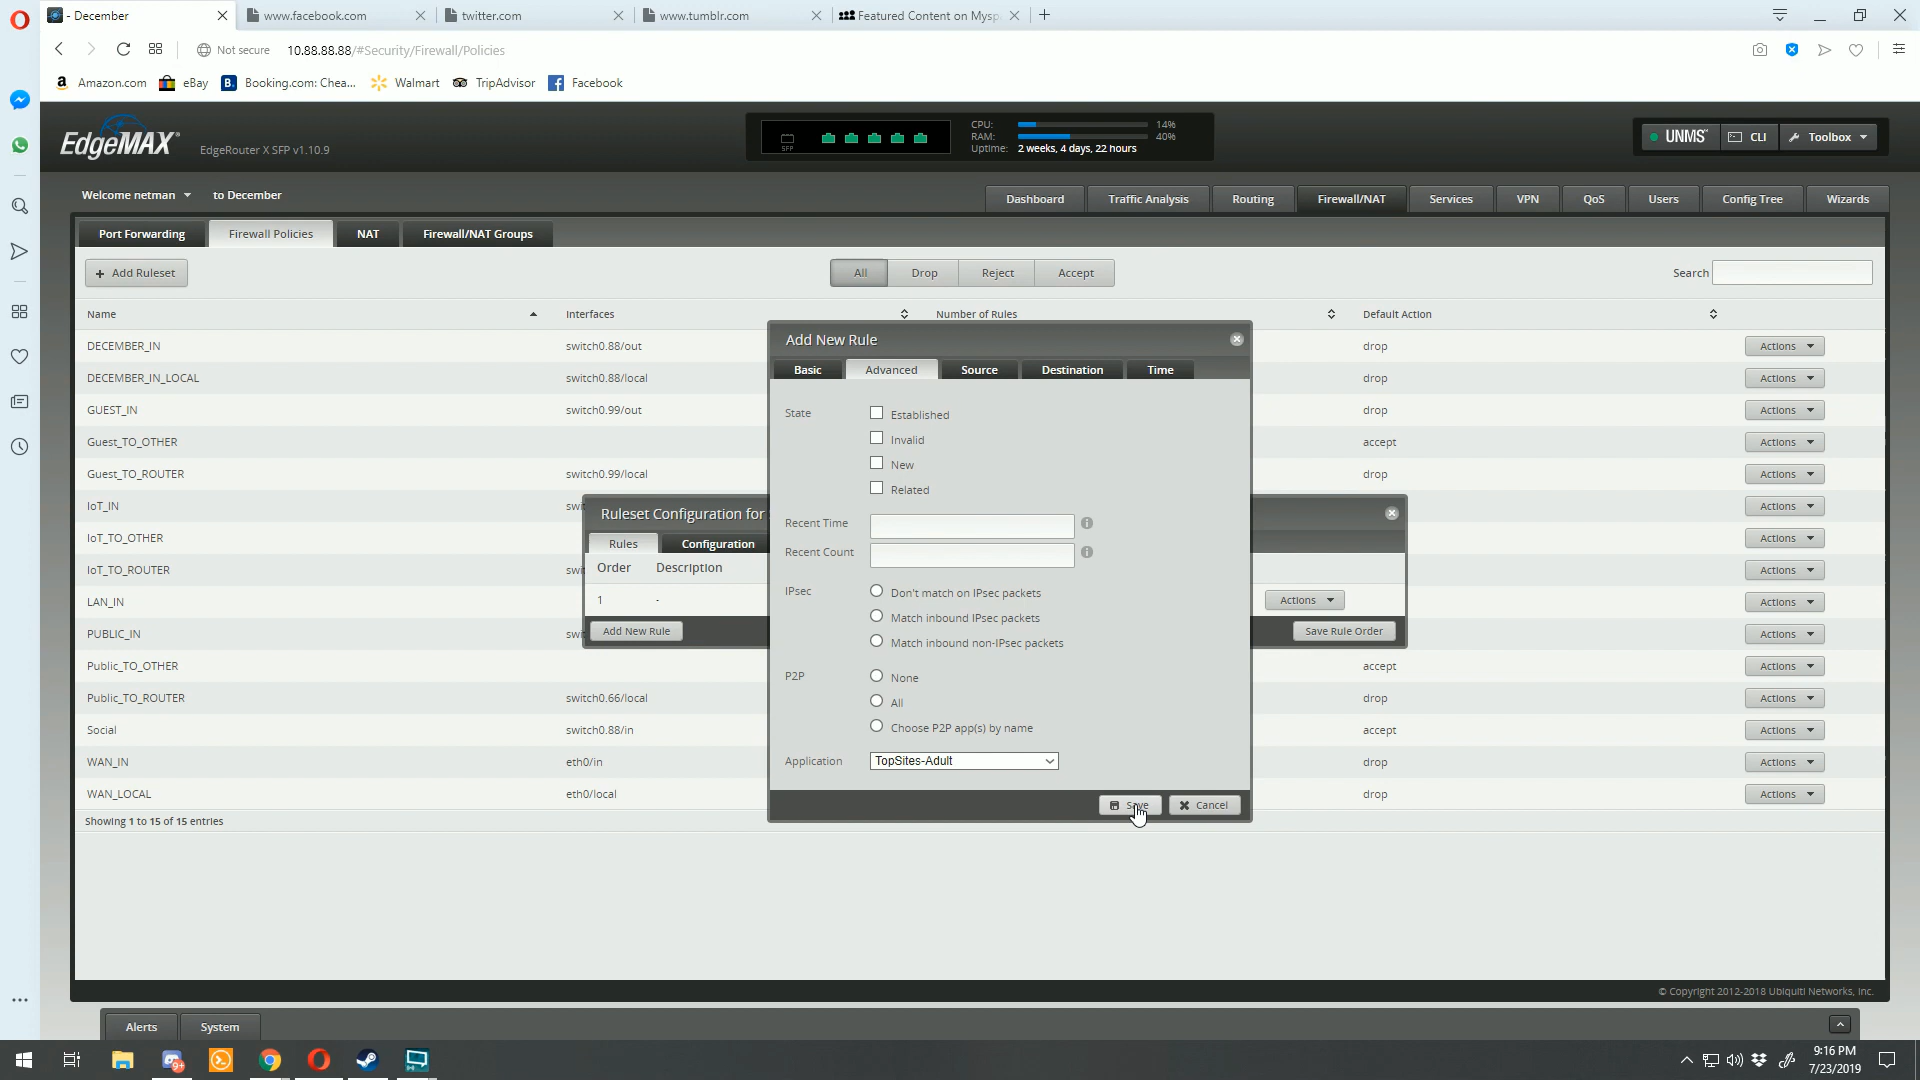 - December
www.facebook.com
twitter.com
www.tumblr.com
Featured Content on Mysp
Not secure
10.88.88.88/#Security/Firewall/Policies
Amazon.com
eBay
B. Booking.com: Chea...
Walmart
TripAdvisor
Facebook
EdgeMAX
EdgeRouter X SFP v1.10.9
SFP
CPU: 14%
RAM: 40%
Uptime: 2 weeks, 4 days, 22 hours
UNMS
CLI
Toolbox
Welcome netman
to December
Dashboard
Traffic Analysis
Routing
Firewall/NAT
Services
VPN
QoS
Users
Config Tree
Wizards
Port Forwarding
Firewall Policies
NAT
Firewall/NAT Groups
+ Add Ruleset
All
Drop
Reject
Accept
Search
Name Interfaces Number of Rules Default Action
DECEMBER_IN switch0.88/out drop Actions
DECEMBER_IN_LOCAL switch0.88/local drop Actions
GUEST_IN switch0.99/out drop Actions
Guest_TO_OTHER accept Actions
Guest_TO_ROUTER switch0.99/local drop Actions
IoT_IN swi Actions
IoT_TO_OTHER Actions
IoT_TO_ROUTER swi Actions
LAN_IN Actions
PUBLIC_IN swi Actions
Public_TO_OTHER accept Actions
Public_TO_ROUTER switch0.66/local drop Actions
Social switch0.88/in accept Actions
WAN_IN eth0/in drop Actions
WAN_LOCAL eth0/local drop Actions
Showing 1 to 15 of 15 entries
Ruleset Configuration for
Rules
Configuration
Order Description
1 - Actions
Add New Rule
Save Rule Order
Add New Rule
Basic
Advanced
Source
Destination
Time
State
Established
Invalid
New
Related
Recent Time
Recent Count
IPsec
Don't match on IPsec packets
Match inbound IPsec packets
Match inbound non-IPsec packets
P2P
None
All
Choose P2P app(s) by name
Application TopSites-Adult
Save
Cancel
© Copyright 2012-2018 Ubiquiti Networks, Inc.
Alerts
System
9+
9:16 PM
7/23/2019